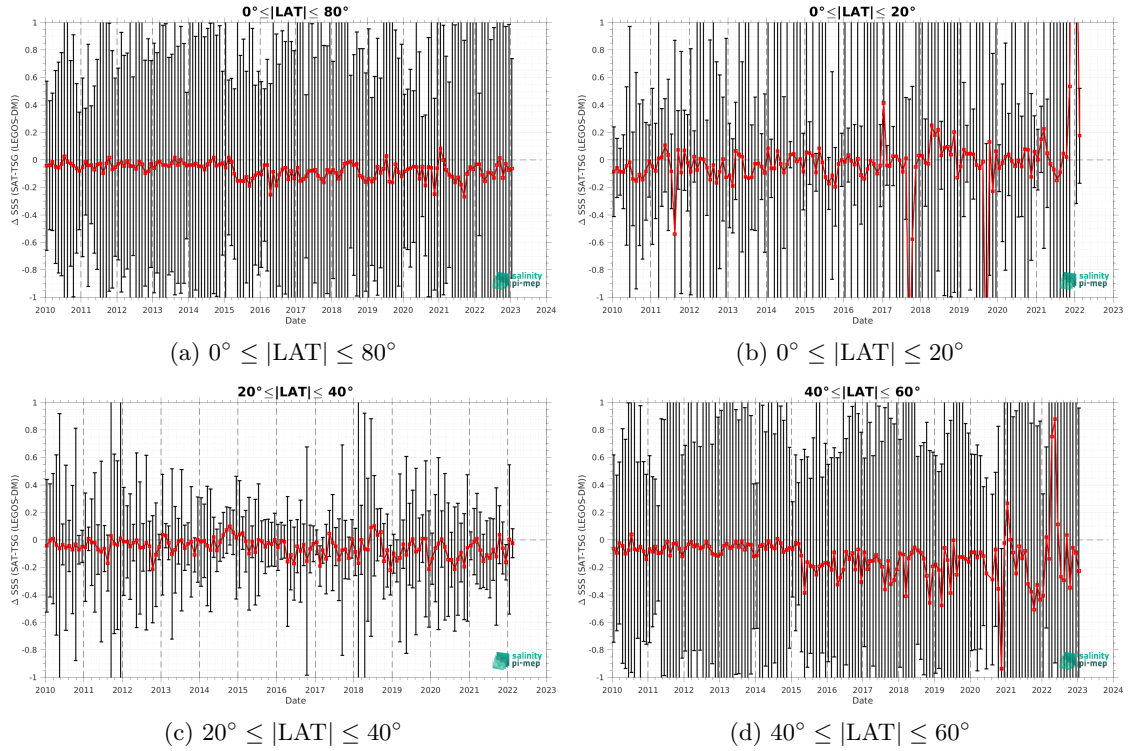 0°≤|LAT|≤ 80°
1
0.8
0.6
0.4
0.2
0
-0.2
-0.4
-0.6
-0.8
-1
Δ SSS (SAT-TSG (LEGOS-DM))
salinity
pi-mep
2010 2011 2012 2013 2014 2015 2016 2017 2018 2019 2020 2021 2022 2023 2024
Date
(a) 0° ≤ |LAT| ≤ 80°
0°≤|LAT|≤ 20°
1
0.8
0.6
0.4
0.2
0
-0.2
-0.4
-0.6
-0.8
-1
Δ SSS (SAT-TSG (LEGOS-DM))
salinity
pi-mep
2010 2011 2012 2013 2014 2015 2016 2017 2018 2019 2020 2021 2022 2023
Date
(b) 0° ≤ |LAT| ≤ 20°
20°≤|LAT|≤ 40°
1
0.8
0.6
0.4
0.2
0
-0.2
-0.4
-0.6
-0.8
-1
Δ SSS (SAT-TSG (LEGOS-DM))
salinity
pi-mep
2010 2011 2012 2013 2014 2015 2016 2017 2018 2019 2020 2021 2022 2023
Date
(c) 20° ≤ |LAT| ≤ 40°
40°≤|LAT|≤ 60°
1
0.8
0.6
0.4
0.2
0
-0.2
-0.4
-0.6
-0.8
-1
Δ SSS (SAT-TSG (LEGOS-DM))
salinity
pi-mep
2010 2011 2012 2013 2014 2015 2016 2017 2018 2019 2020 2021 2022 2023 2024
Date
(d) 40° ≤ |LAT| ≤ 60°